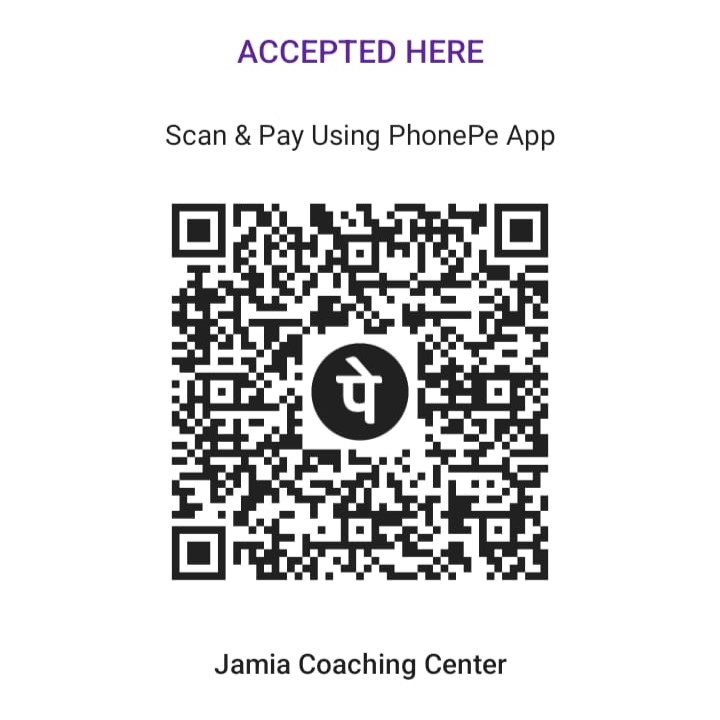 ACCEPTED HERE
Scan & Pay Using PhonePe App
पे
Jamia Coaching Center